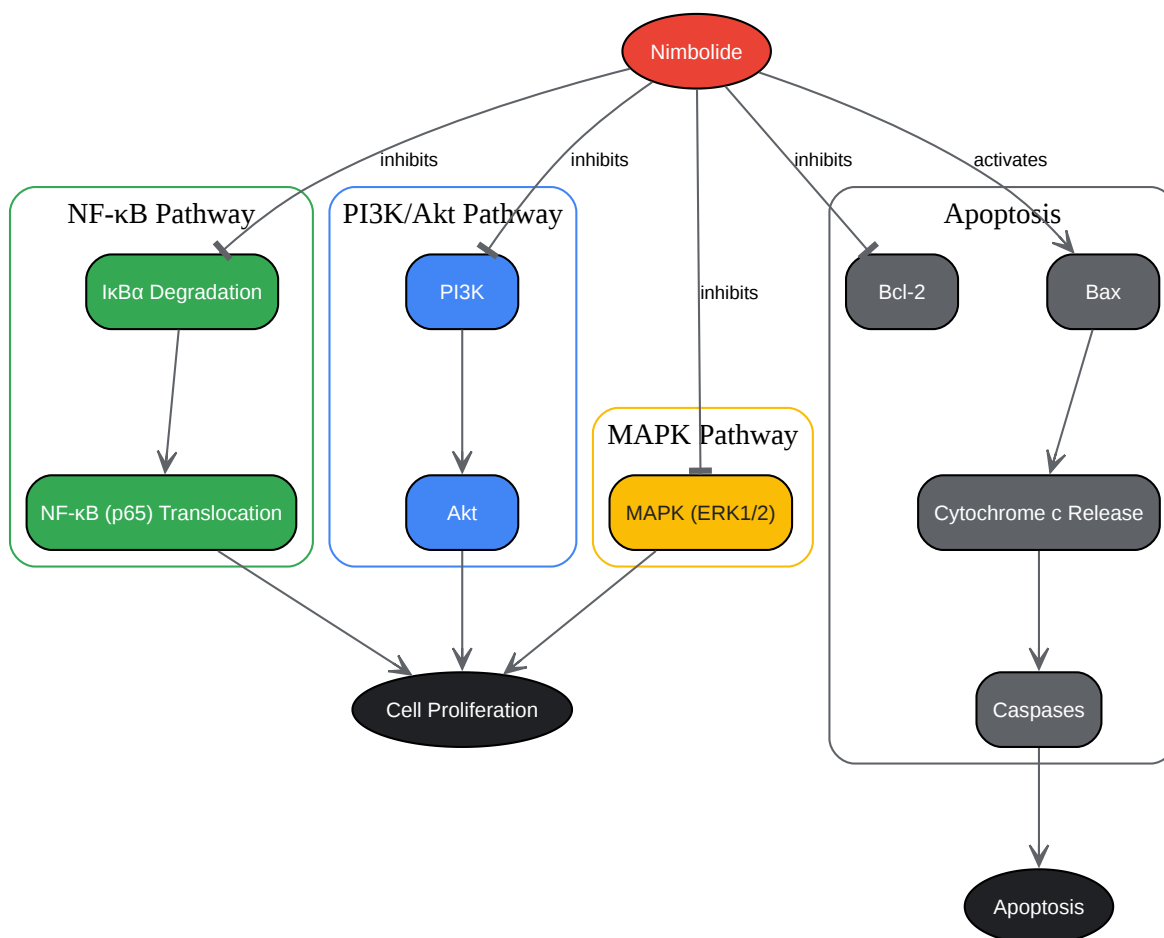 Nimbolide
inhibits
inhibits
inhibits
activates
NF-κB Pathway
PI3K/Akt Pathway
Apoptosis
IκBα Degradation
PI3K
inhibits
Bcl-2
Bax
MAPK Pathway
NF-κB (p65) Translocation
Akt
MAPK (ERK1/2)
Cytochrome c Release
Cell Proliferation
Caspases
Apoptosis